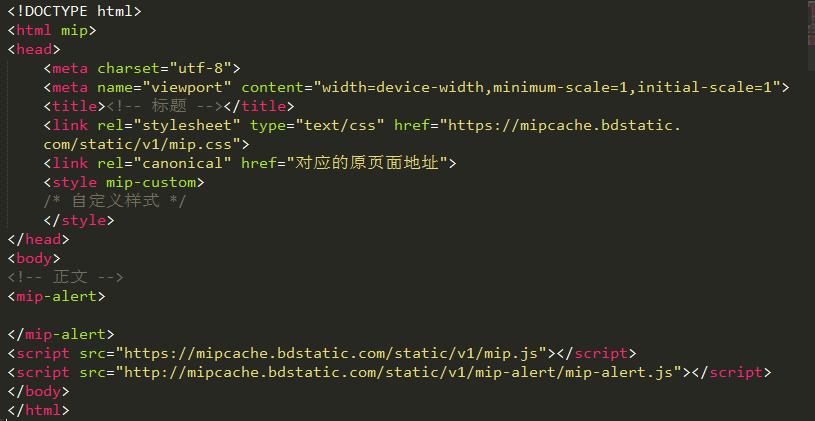 <!DOCTYPE html>
<html mip>
<head>
    <meta charset="utf-8">
    <meta name="viewport" content="width=device-width,minimum-scale=1,initial-scale=1">
    <title><!-- 标题 --></title>
    <link rel="stylesheet" type="text/css" href="https://mipcache.bdstatic.
    com/static/v1/mip.css">
    <link rel="canonical" href="对应的原页面地址">
    <style mip-custom>
    /* 自定义样式 */
    </style>
</head>
<body>
<!-- 正文 -->
<mip-alert>

</mip-alert>
<script src="https://mipcache.bdstatic.com/static/v1/mip.js"></script>
<script src="http://mipcache.bdstatic.com/static/v1/mip-alert/mip-alert.js"></script>
</body>
</html>